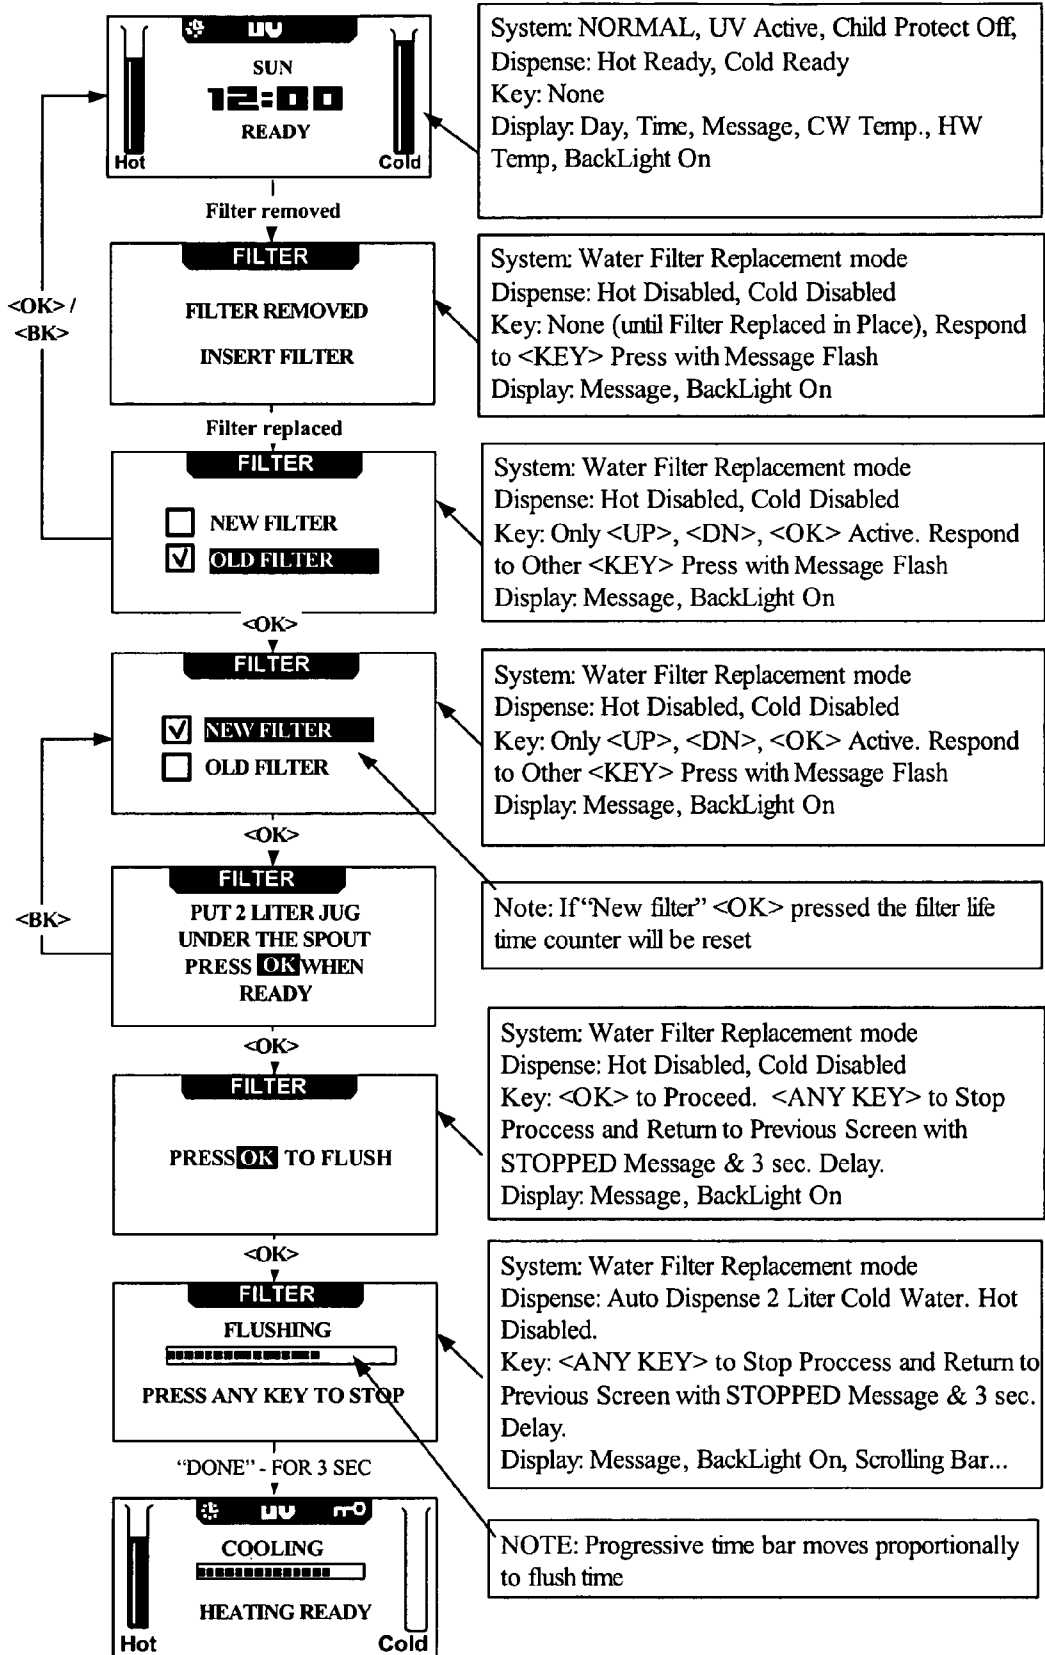 UV
SUN
12:00
READY
Hot
Cold
System: NORMAL, UV Active, Child Protect Off,
Dispense: Hot Ready, Cold Ready
Key: None
Display: Day, Time, Message, CW Temp., HW
Temp, BackLight On
Filter removed
<OK> /
<BK>
FILTER
FILTER REMOVED
INSERT FILTER
System: Water Filter Replacement mode
Dispense: Hot Disabled, Cold Disabled
Key: None (until Filter Replaced in Place), Respond
to <KEY> Press with Message Flash
Display: Message, BackLight On
Filter replaced
FILTER
NEW FILTER
OLD FILTER
System: Water Filter Replacement mode
Dispense: Hot Disabled, Cold Disabled
Key: Only <UP>, <DN>, <OK> Active. Respond
to Other <KEY> Press with Message Flash
Display: Message, BackLight On
<OK>
FILTER
NEW FILTER
OLD FILTER
System: Water Filter Replacement mode
Dispense: Hot Disabled, Cold Disabled
Key: Only <UP>, <DN>, <OK> Active. Respond
to Other <KEY> Press with Message Flash
Display: Message, BackLight On
<OK>
<BK>
FILTER
PUT 2 LITER JUG
UNDER THE SPOUT
PRESS OK WHEN
READY
Note: If "New filter" <OK> pressed the filter life
time counter will be reset
<OK>
FILTER
PRESS OK TO FLUSH
System: Water Filter Replacement mode
Dispense: Hot Disabled, Cold Disabled
Key: <OK> to Proceed. <ANY KEY> to Stop
Proccess and Return to Previous Screen with
STOPPED Message & 3 sec. Delay.
Display: Message, BackLight On
<OK>
FILTER
FLUSHING
PRESS ANY KEY TO STOP
System: Water Filter Replacement mode
Dispense: Auto Dispense 2 Liter Cold Water. Hot
Disabled.
Key: <ANY KEY> to Stop Proccess and Return to
Previous Screen with STOPPED Message & 3 sec.
Delay.
Display: Message, BackLight On, Scrolling Bar...
"DONE" - FOR 3 SEC
UV
COOLING
HEATING READY
Hot
Cold
NOTE: Progressive time bar moves proportionally
to flush time